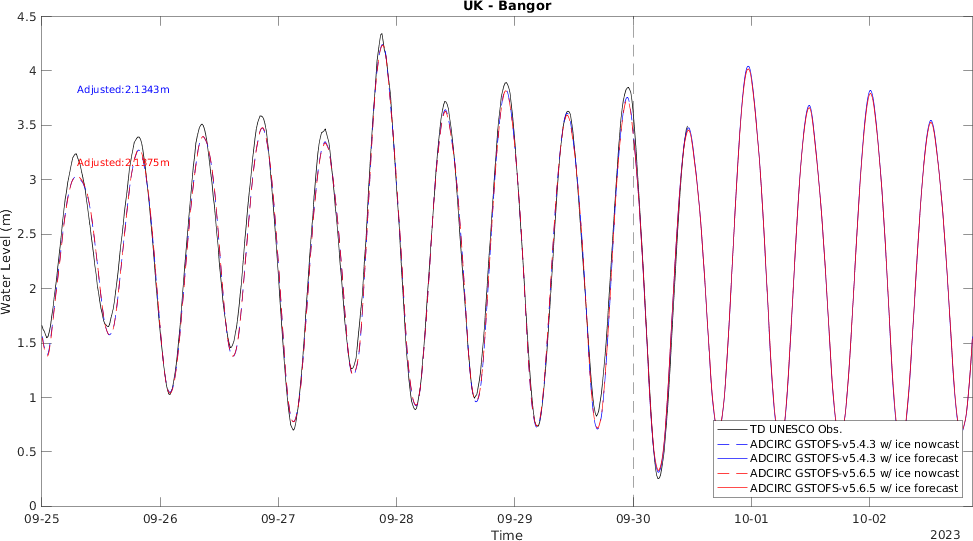 UK - Bangor
4.5
4
3.5
3
2.5
2
1.5
1
0.5
0
Water Level (m)
Adjusted:2.1343m
Adjusted:2.1375m
TD UNESCO Obs.
ADCIRC GSTOFS-v5.4.3 w/ ice nowcast
ADCIRC GSTOFS-v5.4.3 w/ ice forecast
ADCIRC GSTOFS-v5.6.5 w/ ice nowcast
ADCIRC GSTOFS-v5.6.5 w/ ice forecast
09-25 09-26 09-27 09-28 09-29 09-30 10-01 10-02
Time
2023